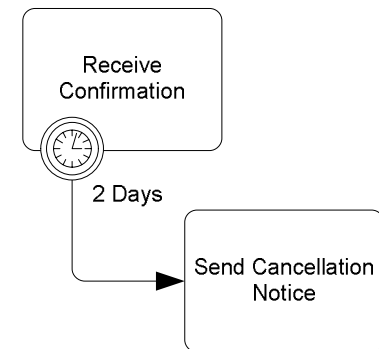 Receive
Confirmation
2 Days
Send Cancellation
Notice